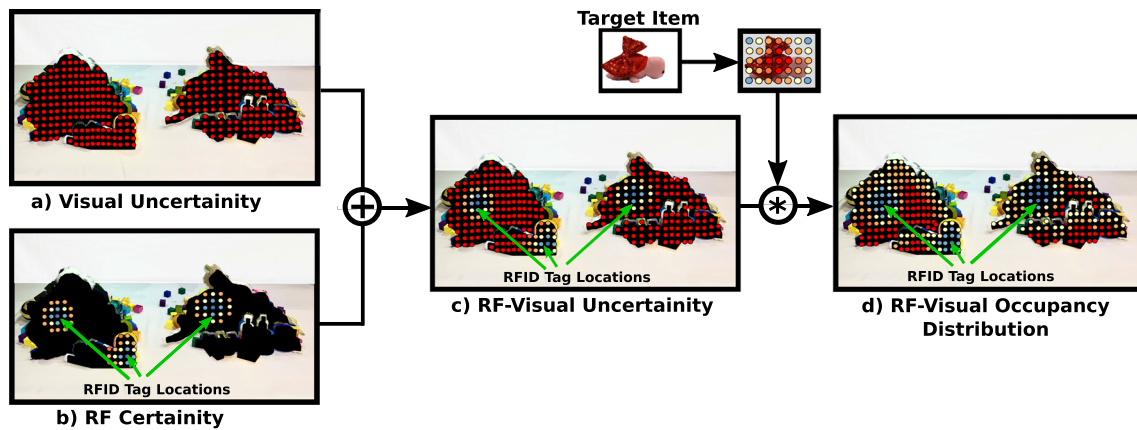 Target Item
a) Visual Uncertainity
+
*
RFID Tag Locations
RFID Tag Locations
c) RF-Visual Uncertainity
d) RF-Visual Occupancy
Distribution
RFID Tag Locations
b) RF Certainity